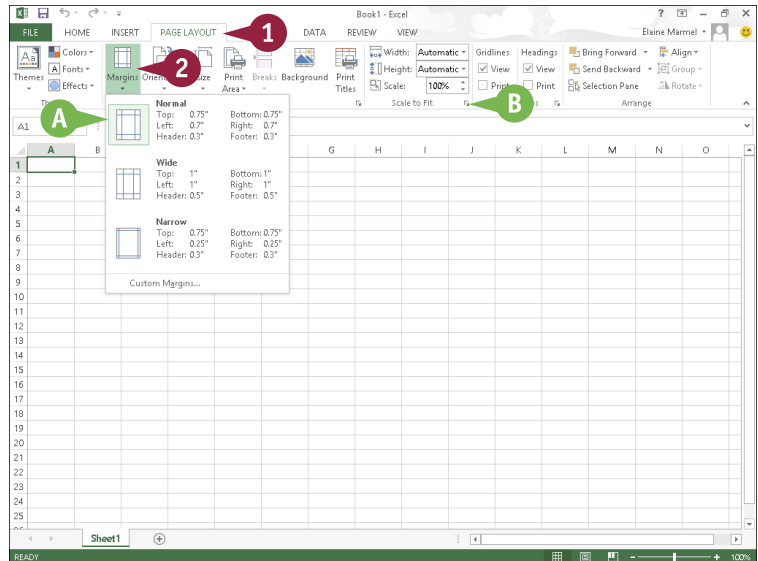 Book1 - Excel
FILE HOME INSERT PAGE LAYOUT 1 DATA REVIEW VIEW Elaine Marmel
Aa Colors Width: Automatic Gridlines Headings Bring Forward Align
A Fonts Height: Automatic View View Send Backward Group
Themes Effects Margins 2 Size Print Area Breaks Background Print Titles Scale: 100% Print Print Selection Pane Rotate
Scale to Fit B Arrange
A1 A
Normal
Top: 0.75" Bottom: 0.75"
Left: 0.7" Right: 0.7"
Header: 0.3" Footer: 0.3"
Wide
Top: 1" Bottom: 1"
Left: 1" Right: 1"
Header: 0.5" Footer: 0.5"
Narrow
Top: 0.75" Bottom: 0.75"
Left: 0.25" Right: 0.25"
Header: 0.3" Footer: 0.3"
Custom Margins...
A B G H I J K L M N O
1
2
3
4
5
6
7
8
9
10
11
12
13
14
15
16
17
18
19
20
21
22
23
24
25
Sheet1
READY 100%